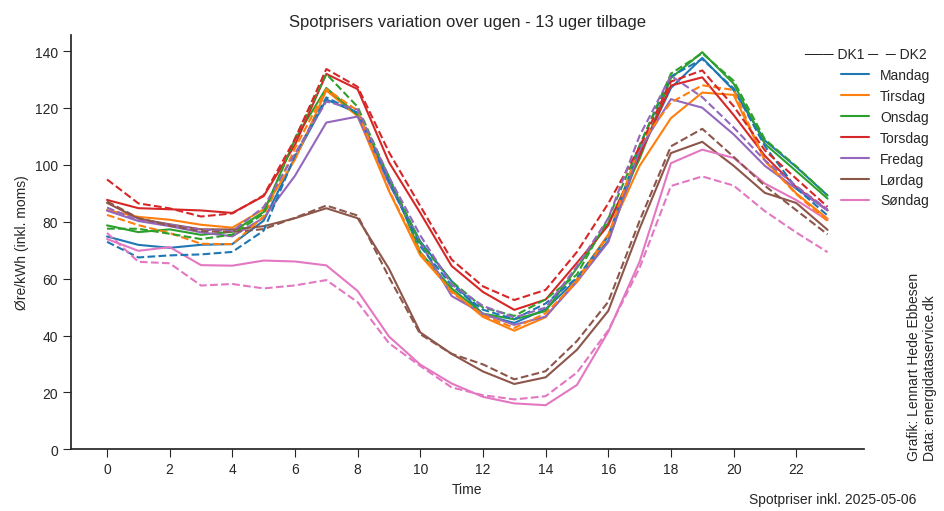 Spotprisers variation over ugen - 13 uger tilbage
DK1
DK2
Mandag
Tirsdag
Onsdag
Torsdag
Fredag
Lørdag
Søndag
Øre/kWh (inkl. moms)
140
120
100
80
60
40
20
0
0 2 4 6 8 10 12 14 16 18 20 22
Time
Grafik: Lennart Hede Ebbesen
Data: energidataservice.dk
Spotpriser inkl. 2025-05-06